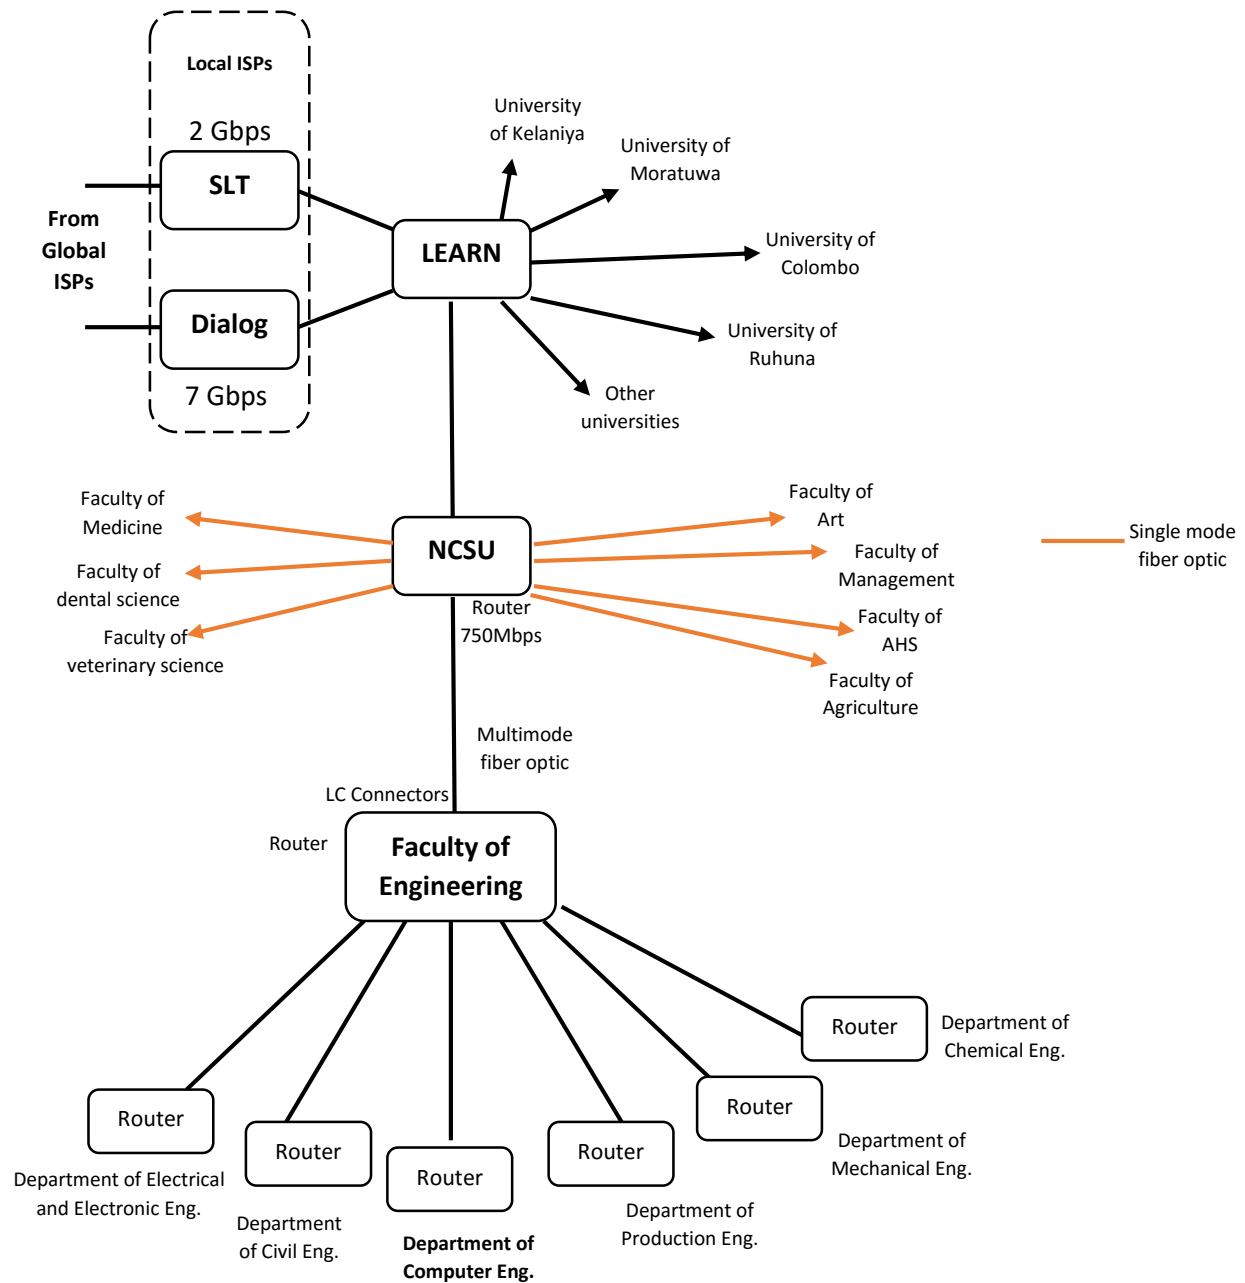 Local ISPs
2 Gbps
SLT
From
Global
ISPs
Dialog
7 Gbps
LEARN
University
of Kelaniya
University of
Moratuwa
University of
Colombo
University of
Ruhuna
Other
universities
Faculty of
Medicine
Faculty of
dental science
Faculty of
veterinary science
NCSU
Router
750Mbps
Faculty of
Art
Faculty of
Management
Faculty of
AHS
Faculty of
Agriculture
Single mode
fiber optic
Multimode
fiber optic
LC Connectors
Router
Faculty of
Engineering
Router
Department of
Chemical Eng.
Router
Department of
Mechanical Eng.
Router
Department of Electrical
and Electronic Eng.
Router
Department
of Civil Eng.
Router
Department of
Computer Eng.
Router
Department of
Production Eng.